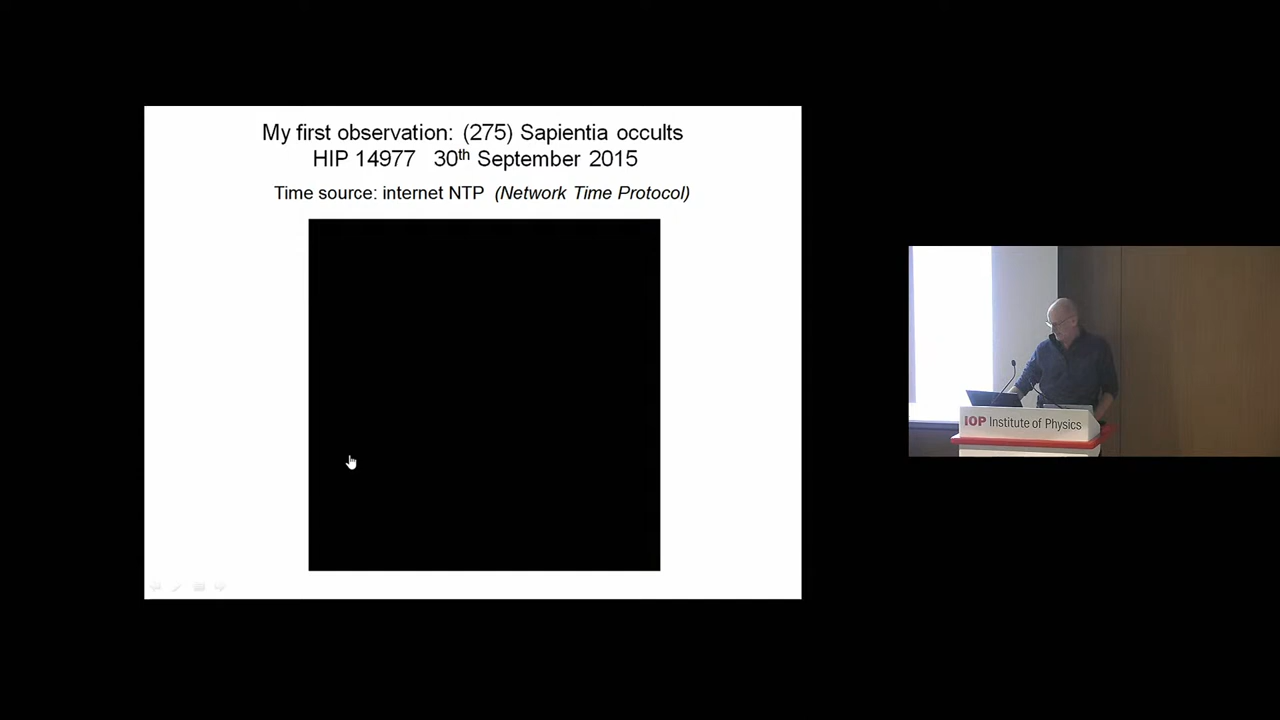 My first observation: (275) Sapientia occults
HIP 14977 30th September 2015
Time source: internet NTP (Network Time Protocol)
IOP Institute of Physics